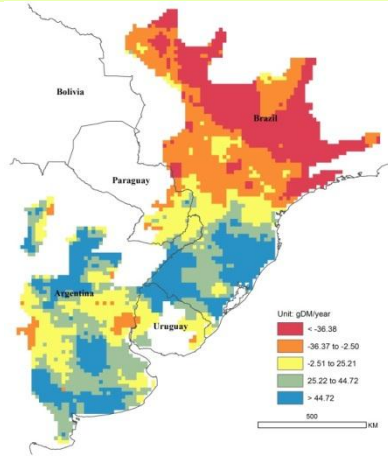 Bolivia
Brazil
Paraguay
Argentina
Uruguay
Unit: gDM/year
< -36.38
-36.37 to -2.50
-2.51 to 25.21
25.22 to 44.72
> 44.72
500
KM